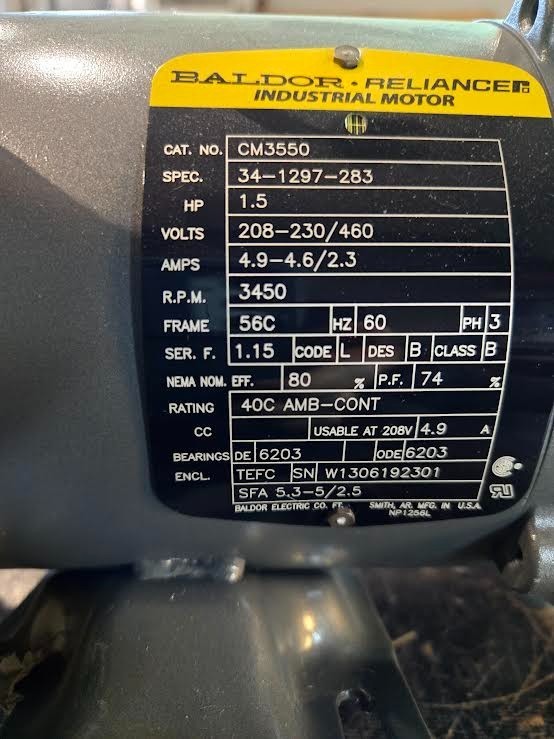 BALDOR • RELIANCE
INDUSTRIAL MOTOR
CAT. NO. CM3550
SPEC. 34-1297-283
HP 1.5
VOLTS 208-230/460
AMPS 4.9-4.6/2.3
R.P.M. 3450
FRAME 56C HZ 60 PH 3
SER. F. 1.15 CODE L DES B CLASS B
NEMA NOM. EFF. 80 % P.F. 74 %
RATING 40C AMB-CONT
CC USABLE AT 208V 4.9 A
BEARINGS DE 6203 ODE 6203
ENCL. TEFC SN W1306192301
SFA 5.3-5/2.5
BALDOR ELECTRIC CO. FT. SMITH, AR. MFG. IN U.S.A.
NP1256L